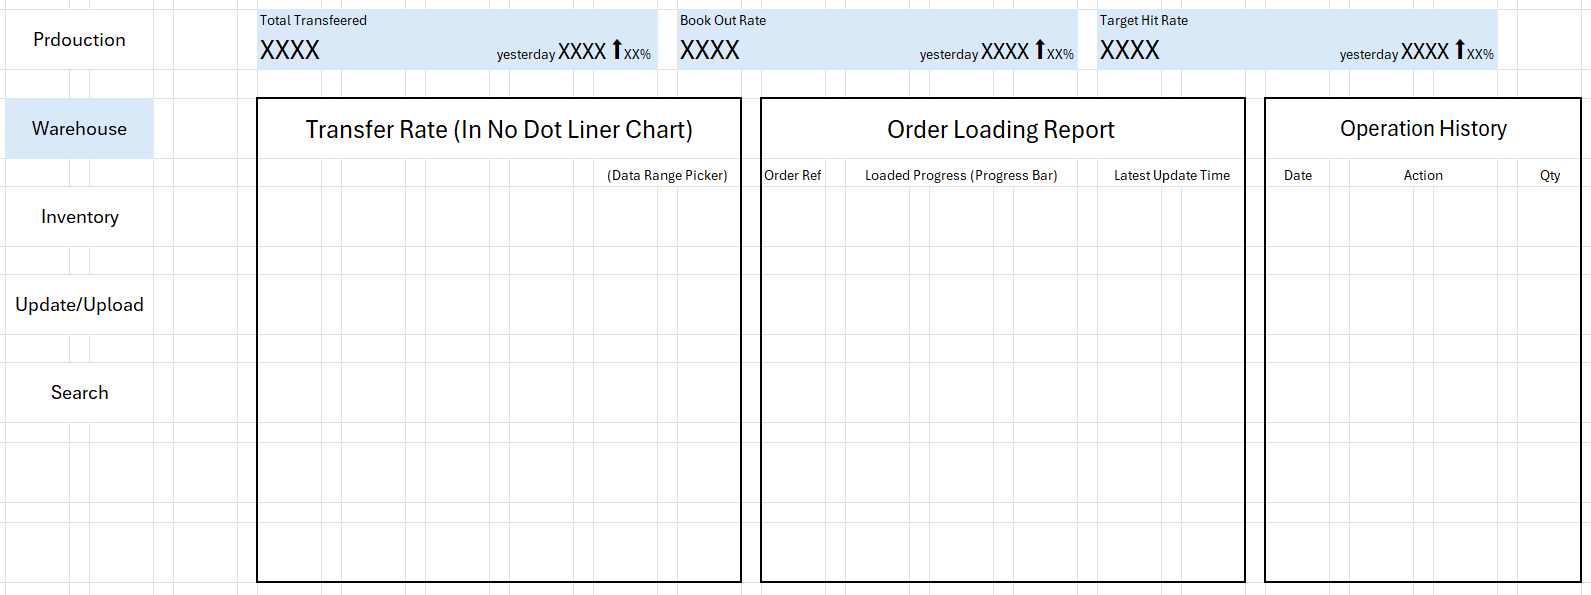 Prdouction
Warehouse
Inventory
Update/Upload
Search
Total Transfeered
XXXX yesterday XXXX ⬆XX%
Book Out Rate
XXXX yesterday XXXX ⬆XX%
Target Hit Rate
XXXX yesterday XXXX ⬆XX%
Transfer Rate (In No Dot Liner Chart)
(Data Range Picker)
Order Loading Report
Order Ref Loaded Progress (Progress Bar) Latest Update Time
Operation History
Date Action Qty